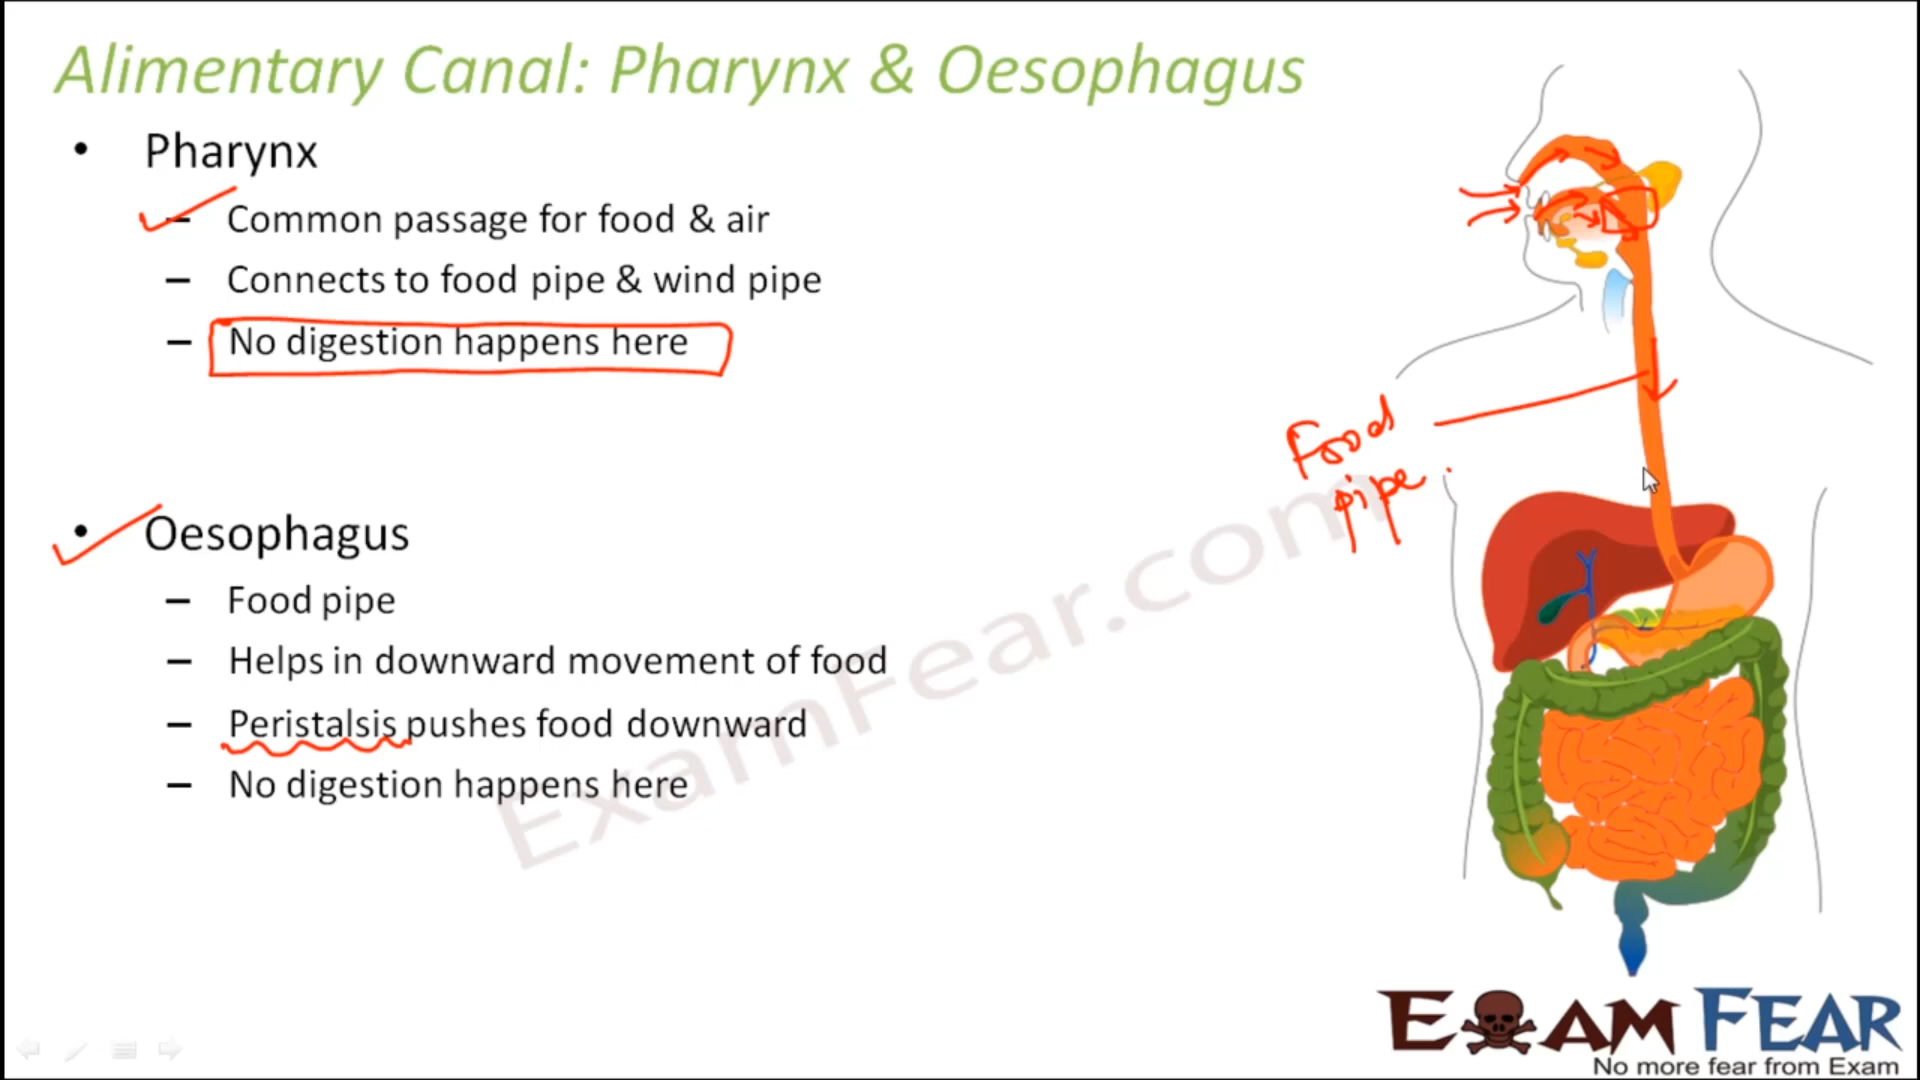 Alimentary Canal: Pharynx & Oesophagus
• Pharynx
– Common passage for food & air
– Connects to food pipe & wind pipe
– No digestion happens here
Food
pipe
• Oesophagus
– Food pipe
– Helps in downward movement of food
– Peristalsis pushes food downward
– No digestion happens here
ExamFear.com
EXAM FEAR
No more fear from Exam